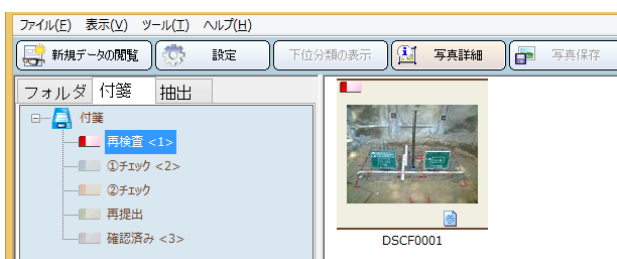 ファイル(F) 表示(V) ツール(T) ヘルプ(H)
新規データの閲覧 設定 下位分類の表示 写真詳細 写真保存
フォルダ 付箋 抽出
付箋
再検査 <1>
①チェック <2>
②チェック
再提出
確認済み <3>
DSCF0001